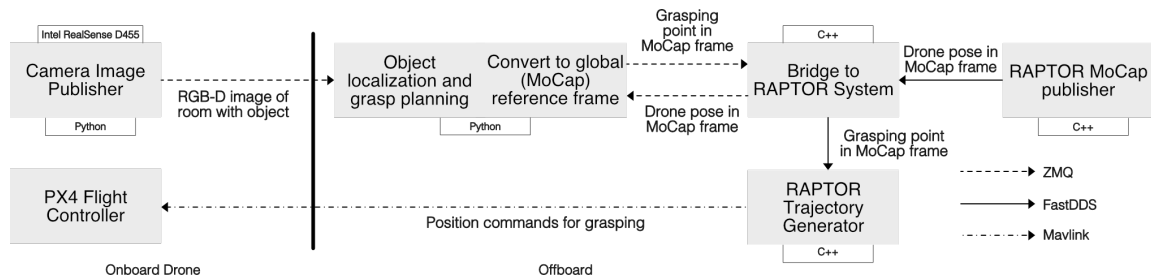 Intel RealSense D455
Camera Image
Publisher
Python
RGB-D image of
room with object
Object
localization and
grasp planning
Convert to global
(MoCap)
reference frame
Python
Grasping
point in
MoCap frame
Drone pose in
MoCap frame
C++
Bridge to
RAPTOR System
Drone pose in
MoCap frame
RAPTOR MoCap
publisher
C++
Grasping point
in MoCap frame
PX4 Flight
Controller
Position commands for grasping
RAPTOR
Trajectory
Generator
C++
ZMQ
FastDDS
Mavlink
Onboard Drone
Offboard